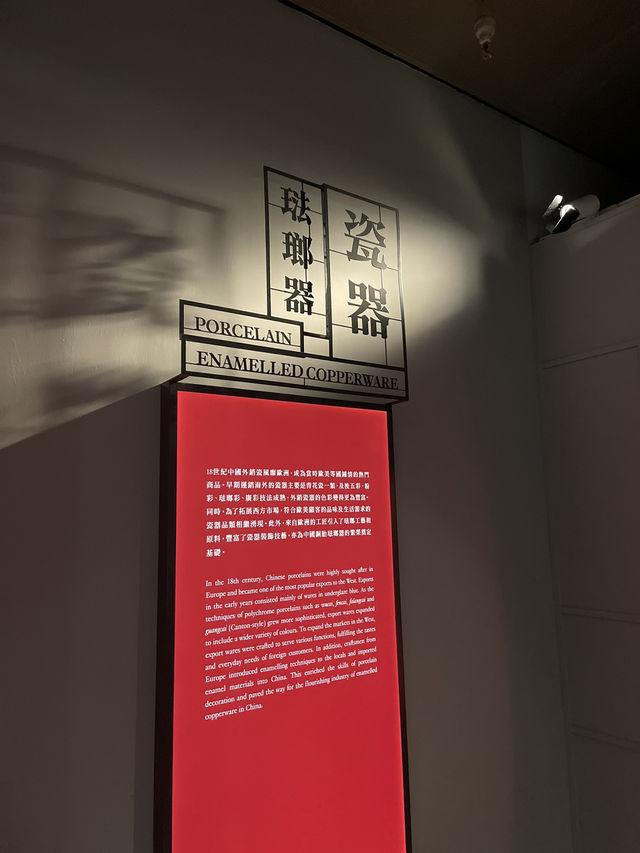 瓷器
琺瑯器
PORCELAIN
ENAMELLED COPPERWARE
18世紀中國外銷瓷風靡歐洲，成為當時歐美等國鍾情的熱門
商品。早期運銷海外的瓷器主要是青花瓷一類，及後五彩、粉
彩、琺瑯彩、廣彩技法成熟，外銷瓷器的色彩變得更為豐富。
同時，為了拓展西方市場，符合歐美顧客的品味及生活需求的
瓷器品類相繼湧現。此外，來自歐洲的工匠引入了琺瑯工藝和
原料，豐富了瓷器裝飾技藝，亦為中國銅胎琺瑯器的繁榮奠定
基礎。
In the 18th century, Chinese porcelains were highly sought after in
Europe and became one of the most popular exports to the West. Exports
in the early years consisted mainly of wares in underglaze blue. As the
techniques of polychrome porcelains such as wucai, fencai, falangcai and
guangcai (Canton-style) grew more sophisticated, export wares expanded
to include a wider variety of colours. To expand the markets in the West,
export wares were crafted to serve various functions, fulfilling the tastes
and everyday needs of foreign customers. In addition, craftsmen from
Europe introduced enamelling techniques to the locals and imported
enamel materials into China. This enriched the skills of porcelain
decoration and paved the way for the flourishing industry of enamelled
copperware in China.